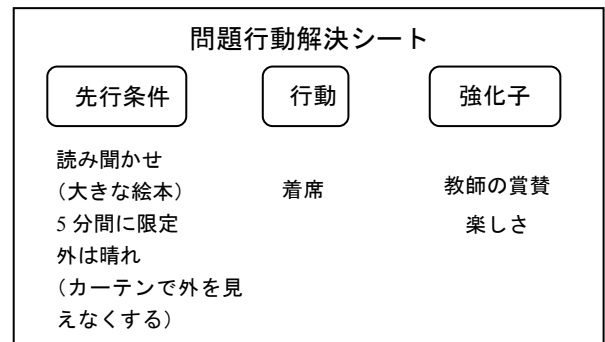 問題行動解決シート
先行条件
行動
強化子
読み聞かせ
(大きな絵本)
5分間に限定
外は晴れ
(カーテンで外を見
えなくする)
着席
教師の賞賛
楽しさ